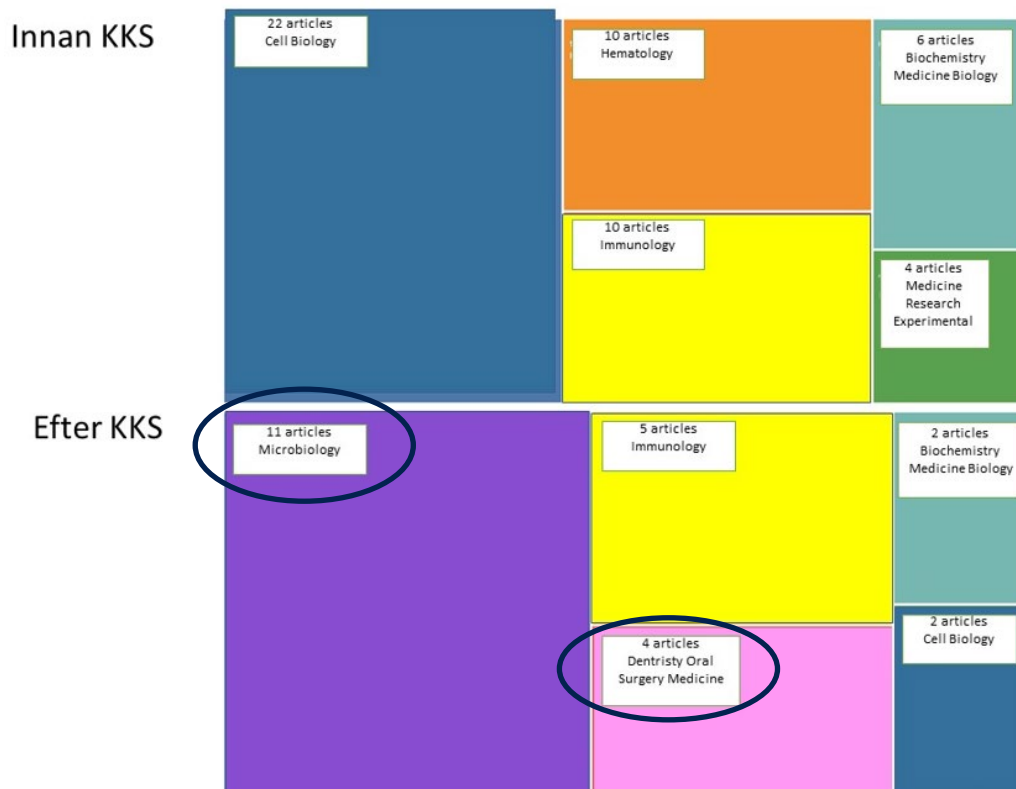 Innan KKS
22 articles
Cell Biology
10 articles
Hematology
6 articles
Biochemistry
Medicine Biology
10 articles
Immunology
4 articles
Medicine
Research
Experimental
Efter KKS
11 articles
Microbiology
5 articles
Immunology
2 articles
Biochemistry
Medicine Biology
4 articles
Dentristy Oral
Surgery Medicine
2 articles
Cell Biology